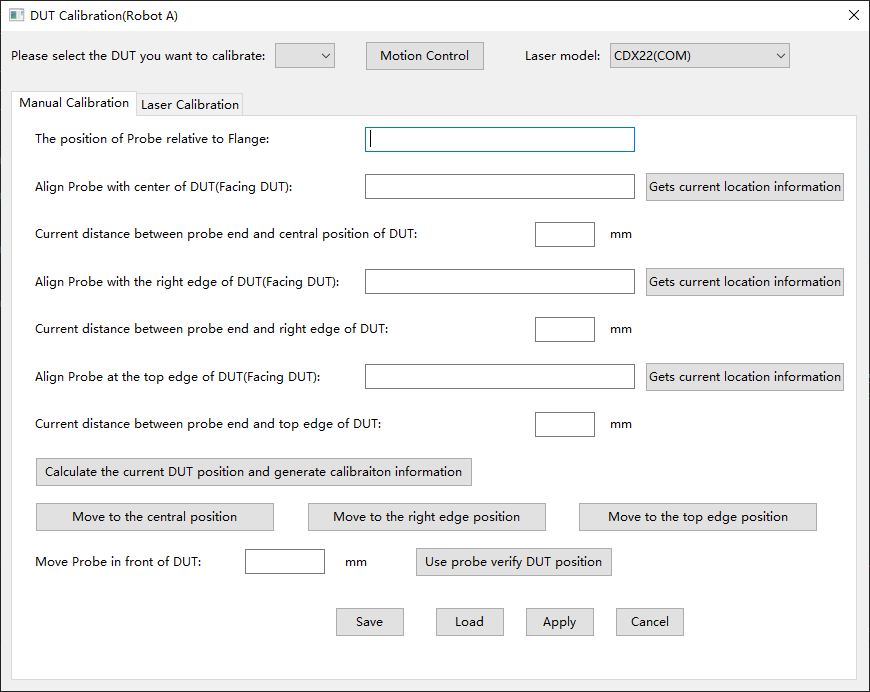 DUT Calibration(Robot A)
Please select the DUT you want to calibrate: Motion Control Laser model: CDX22(COM)
Manual Calibration Laser Calibration
The position of Probe relative to Flange:
Align Probe with center of DUT(Facing DUT): Gets current location information
Current distance between probe end and central position of DUT: mm
Align Probe with the right edge of DUT(Facing DUT): Gets current location information
Current distance between probe end and right edge of DUT: mm
Align Probe at the top edge of DUT(Facing DUT): Gets current location information
Current distance between probe end and top edge of DUT: mm
Calculate the current DUT position and generate calibraiton information
Move to the central position Move to the right edge position Move to the top edge position
Move Probe in front of DUT: mm Use probe verify DUT position
Save Load Apply Cancel